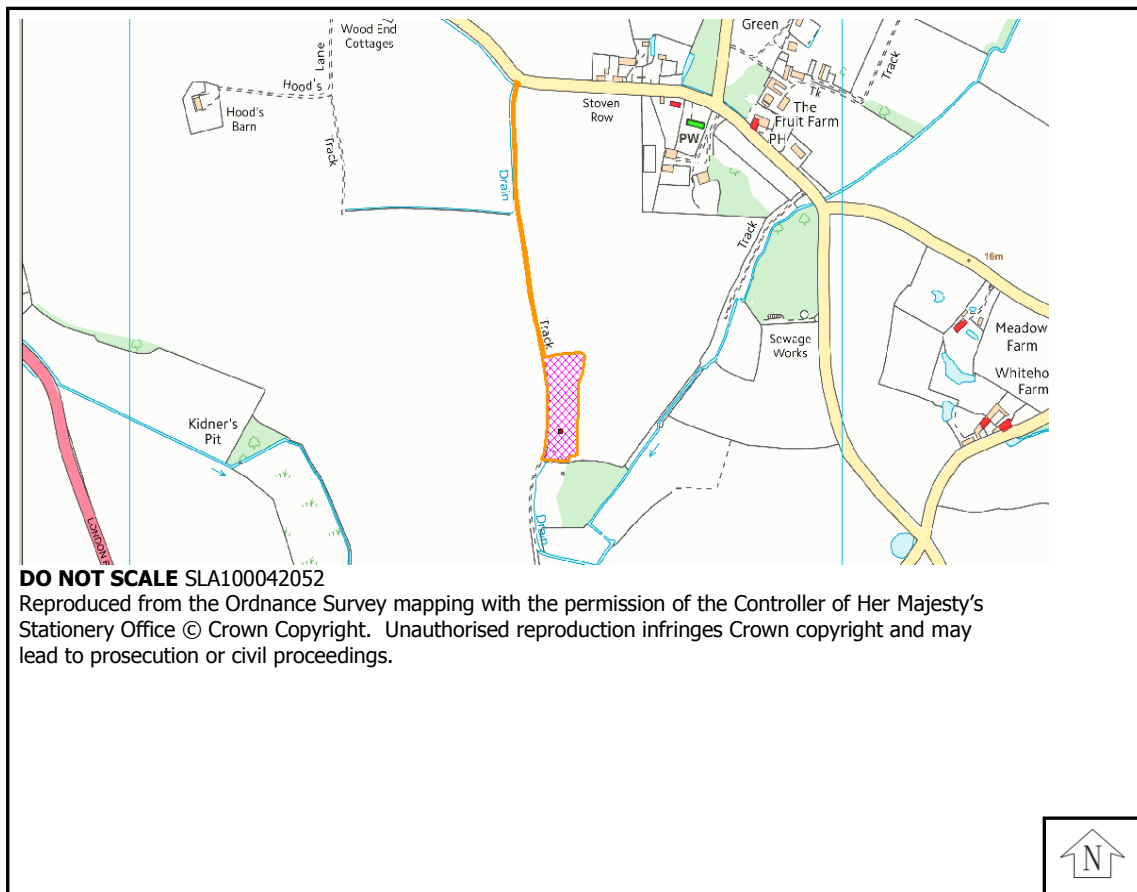 Wood End
Cottages
Green
Lane
Track
Hood's
Hood's
Barn
Track
Stoven
Row
Tk
The
Fruit Farm
PW
PH
Drain
Track
16m
Track
Sewage
Works
Meadow
Farm
Whiteho
Farm
Kidner's
Pit
Drain
LONDON R
DO NOT SCALE SLA100042052
Reproduced from the Ordnance Survey mapping with the permission of the Controller of Her Majesty's
Stationery Office © Crown Copyright.  Unauthorised reproduction infringes Crown copyright and may
lead to prosecution or civil proceedings.
N